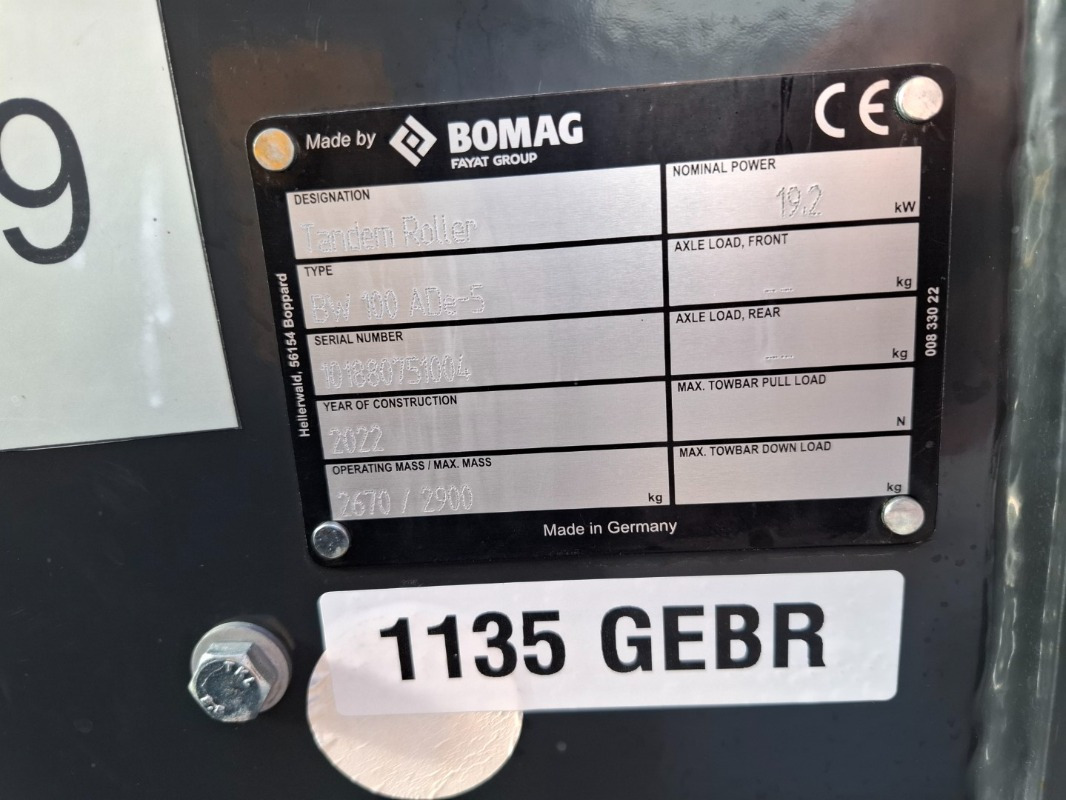 9
Made by BOMAG
FAYAT GROUP
CE
DESIGNATION
Tandem Roller
TYPE
BW 100 ADe-5
SERIAL NUMBER
101880751004
YEAR OF CONSTRUCTION
2022
OPERATING MASS / MAX. MASS
2670 / 2900 kg
NOMINAL POWER
19.2 kW
AXLE LOAD, FRONT
--- kg
AXLE LOAD, REAR
--- kg
MAX. TOWBAR PULL LOAD
N
MAX. TOWBAR DOWN LOAD
kg
Hellerwald, 56154 Boppard
008 330 22
Made in Germany
1135 GEBR